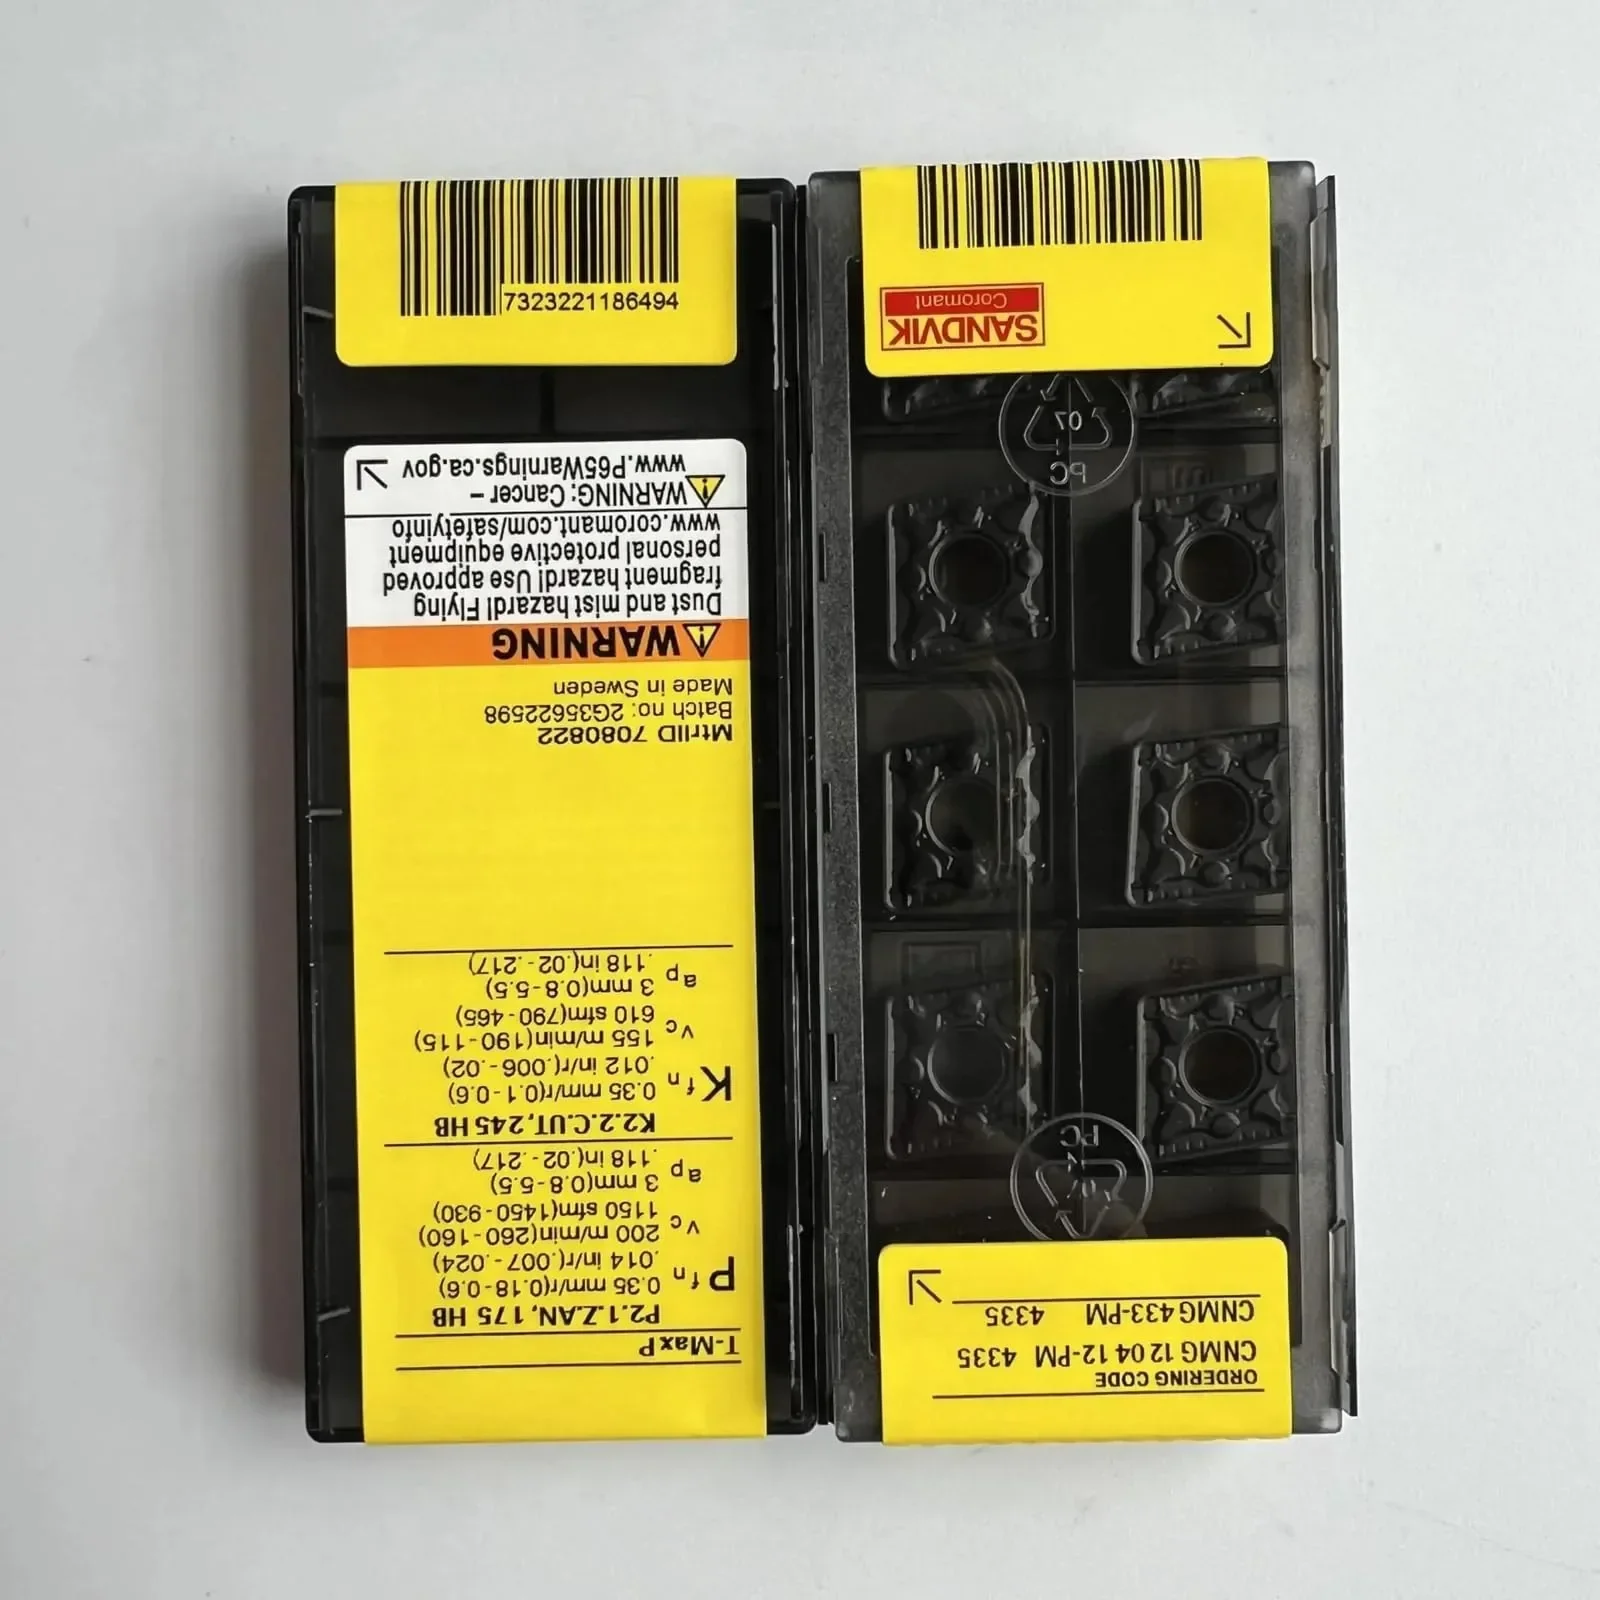 7323221186494
T-Max P
P2.1.Z.AN, 175 HB
P fn 0.35 mm/r(0.18-0.6)
.014 in/r(.007-.024)
vc 200 m/min(260-160)
1150 sfm(1450-930)
ap 3 mm(0.8-5.5)
.118 in(.02-.217)
K2.2.C.UT, 245 HB
K fn 0.35 mm/r(0.1-0.6)
.012 in/r(.006-.02)
vc 155 m/min(190-115)
610 sfm(790-465)
ap 3 mm(0.8-5.5)
.118 in(.02-.217)
MtrlID 7080822
Batch no: 2G35622598
Made in Sweden
WARNING
Dust and mist hazard! Flying
fragment hazard! Use approved
personal protective equipment
www.coromant.com/safetyinfo
WARNING: Cancer –
www.P65Warnings.ca.gov
ORDERING CODE
CNMG 12 04 12-PM 4335
CNMG 433-PM 4335
PC
07
PC
07
SANDVIK
Coromant